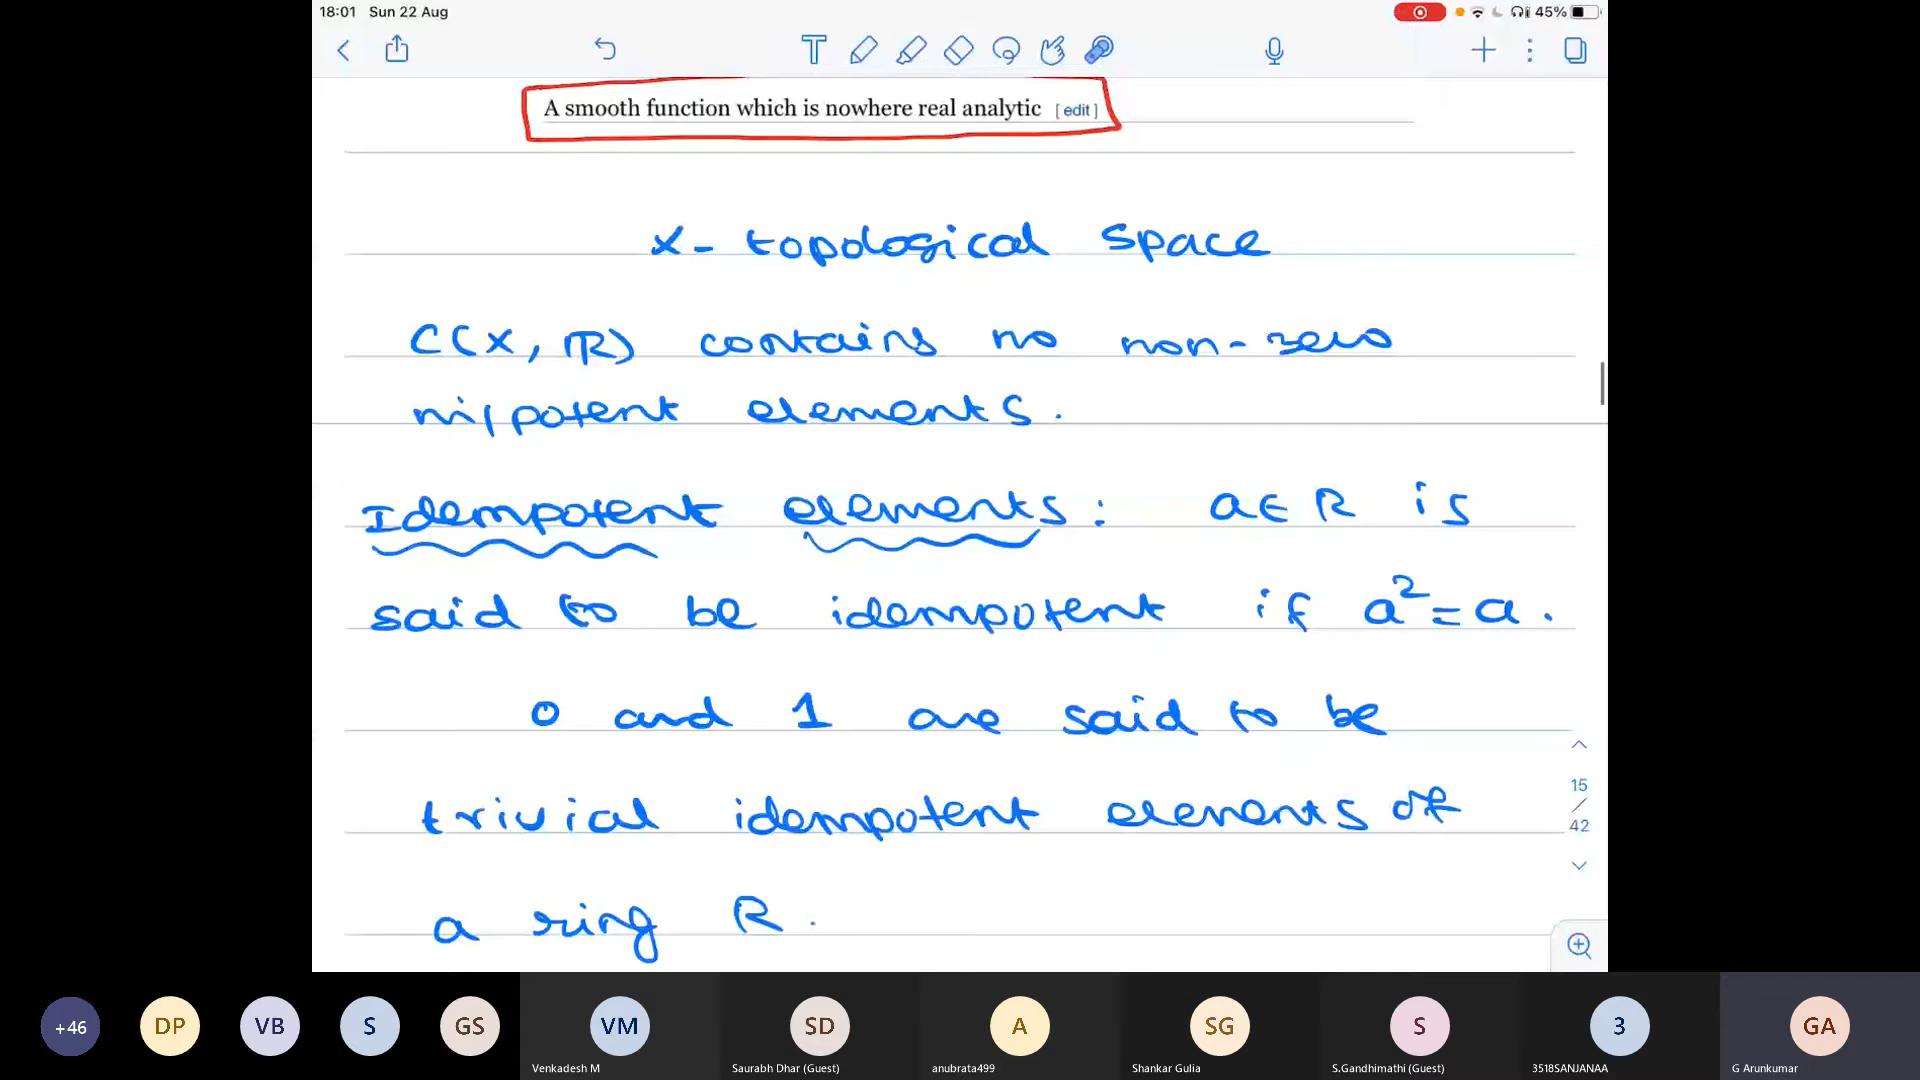 18:01 Sun 22 Aug
45%
T
A smooth function which is nowhere real analytic [ edit ]
X- topological space
C(X, ℝ) contains no non-zero
nilpotent elements.
Idempotent elements: a ∈ R is
said to be idempotent if a² = a.
0 and 1 are said to be
trivial idempotent elements of
a ring R.
15
/
42
+46 DP VB S GS VM SD A SG S 3 GA
Venkadesh M Saurabh Dhar (Guest) anubrata499 Shankar Gulia S.Gandhimathi (Guest) 3518SANJANAA G Arunkumar